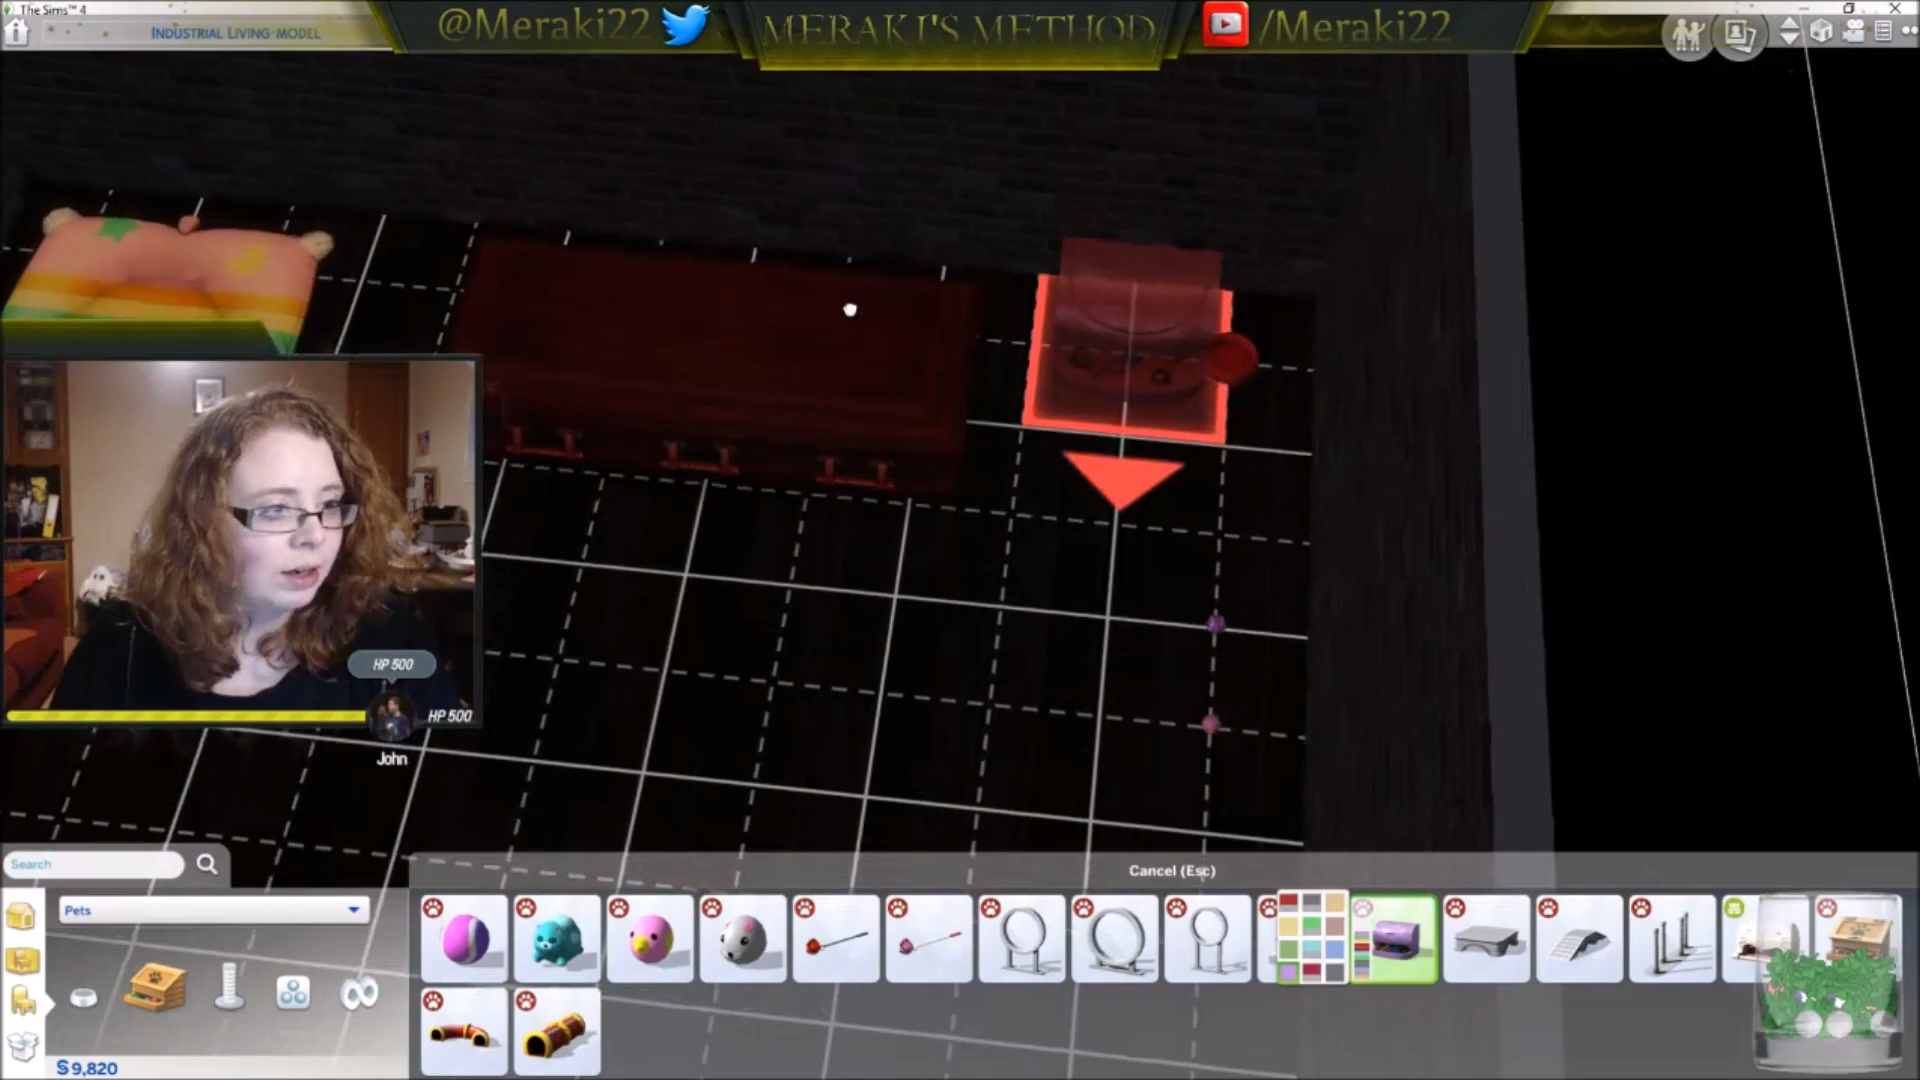 The Sims™ 4
INDUSTRIAL LIVING MODEL
@Meraki22
MERAKI'S METHOD
/Meraki22
HP 500
HP 500
John
Cancel (Esc)
Search
Pets
§9,820